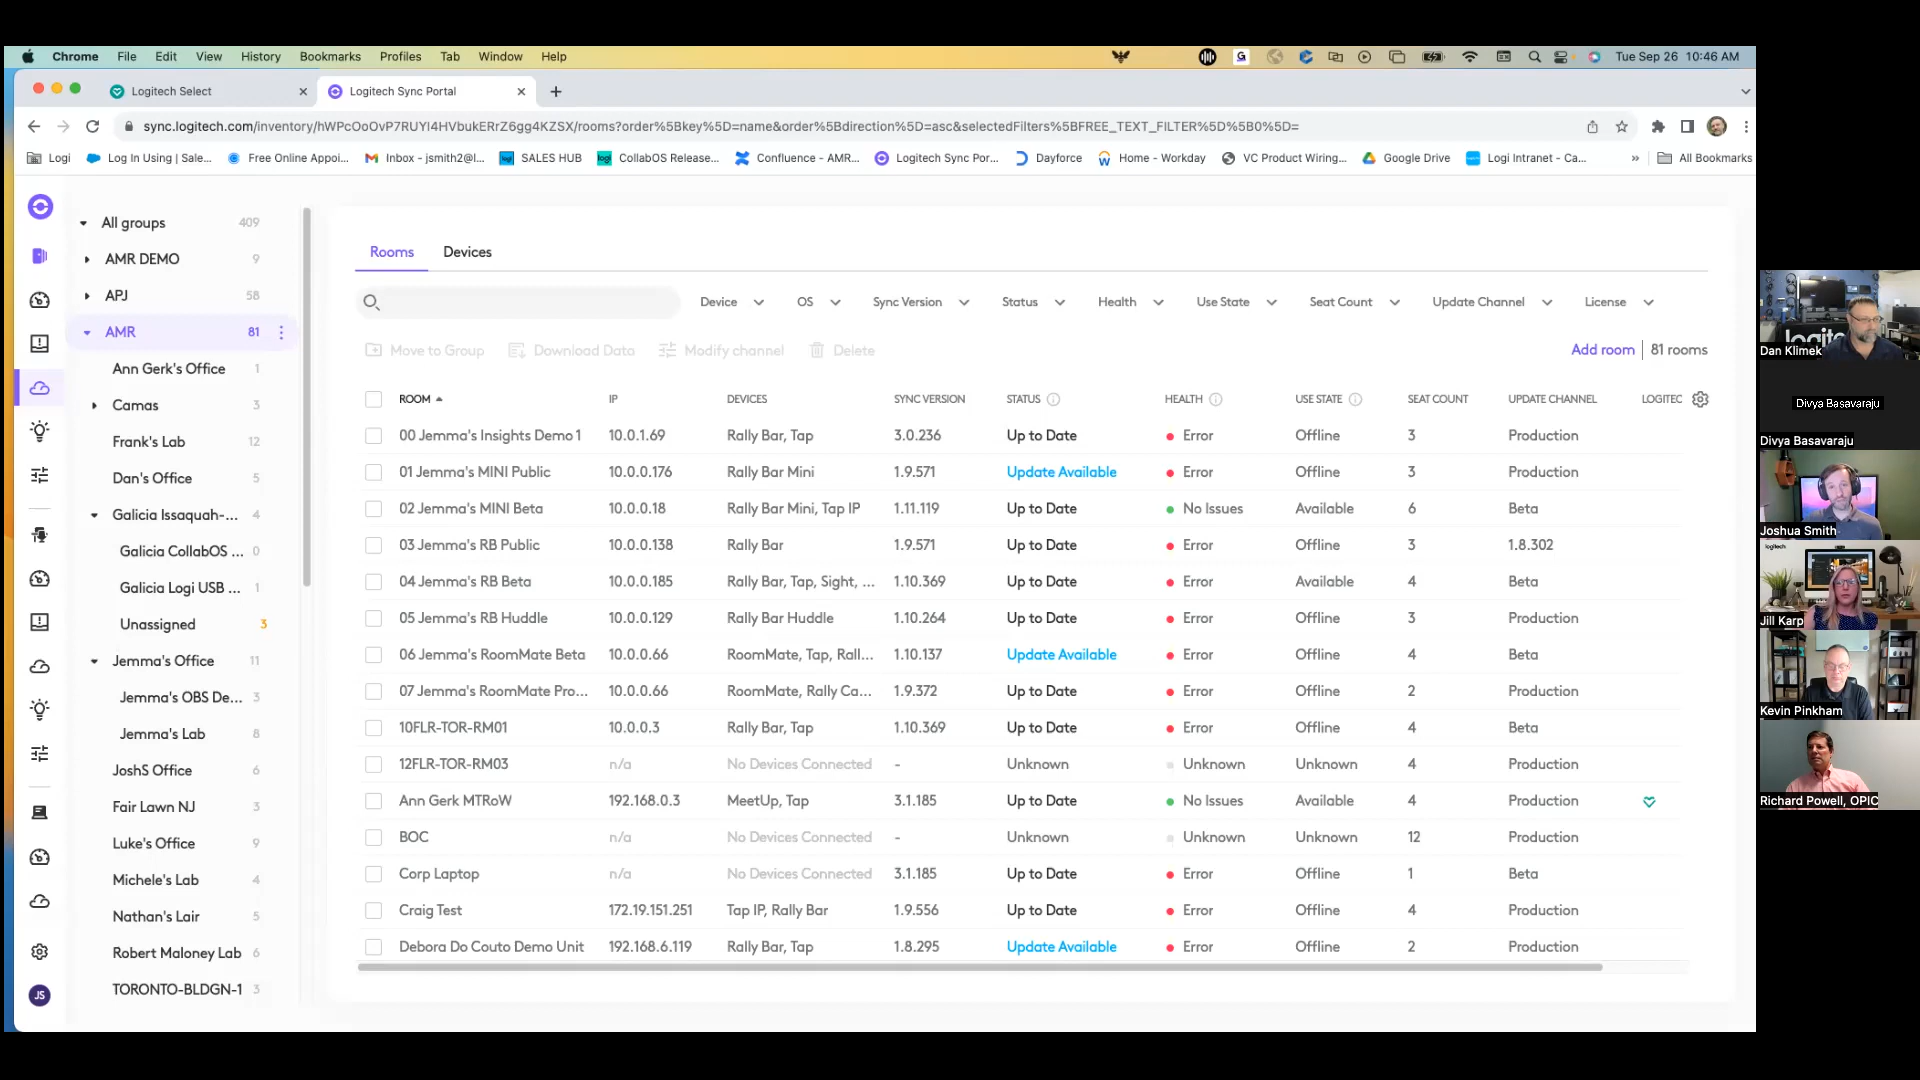 Chrome File Edit View History Bookmarks Profiles Tab Window Help Tue Sep 26 10:46 AM
Logitech Select Logitech Sync Portal
sync.logitech.com/inventory/hWPcOoOvP7RUYI4HVbukERrZ6gg4KZSX/rooms?order%5Bkey%5D=name&order%5Bdirection%5D=asc&selectedFilters%5BFREE_TEXT_FILTER%5D%5B0%5D=
Logi Log In Using | Sale... Free Online Appoi... Inbox - jsmith2@l... SALES HUB CollabOS Release... Confluence - AMR... Logitech Sync Por... Dayforce Home - Workday VC Product Wiring... Google Drive Logi Intranet - Ca... » All Bookmarks
All groups 409
AMR DEMO 9
APJ 58
AMR 81
Ann Gerk's Office 1
Camas 3
Frank's Lab 12
Dan's Office 5
Galicia Issaquah-... 4
Galicia CollabOS ... 0
Galicia Logi USB ... 1
Unassigned 3
Jemma's Office 11
Jemma's OBS De... 3
Jemma's Lab 8
JoshS Office 6
Fair Lawn NJ 3
Luke's Office 9
Michele's Lab 4
Nathan's Lair 5
Robert Maloney Lab 6
TORONTO-BLDGN-1 3
JS
Rooms Devices
Device OS Sync Version Status Health Use State Seat Count Update Channel License
Move to Group Download Data Modify channel Delete Add room 81 rooms
ROOM IP DEVICES SYNC VERSION STATUS HEALTH USE STATE SEAT COUNT UPDATE CHANNEL LOGITEC
00 Jemma's Insights Demo 1 10.0.1.69 Rally Bar, Tap 3.0.236 Up to Date Error Offline 3 Production
01 Jemma's MINI Public 10.0.0.176 Rally Bar Mini 1.9.571 Update Available Error Offline 3 Production
02 Jemma's MINI Beta 10.0.0.18 Rally Bar Mini, Tap IP 1.11.119 Up to Date No Issues Available 6 Beta
03 Jemma's RB Public 10.0.0.138 Rally Bar 1.9.571 Up to Date Error Offline 3 1.8.302
04 Jemma's RB Beta 10.0.0.185 Rally Bar, Tap, Sight, ... 1.10.369 Up to Date Error Available 4 Beta
05 Jemma's RB Huddle 10.0.0.129 Rally Bar Huddle 1.10.264 Up to Date Error Offline 3 Production
06 Jemma's RoomMate Beta 10.0.0.66 RoomMate, Tap, Rall... 1.10.137 Update Available Error Offline 4 Beta
07 Jemma's RoomMate Pro... 10.0.0.66 RoomMate, Rally Ca... 1.9.372 Up to Date Error Offline 2 Production
10FLR-TOR-RM01 10.0.0.3 Rally Bar, Tap 1.10.369 Up to Date Error Offline 4 Beta
12FLR-TOR-RM03 n/a No Devices Connected - Unknown Unknown Unknown 4 Production
Ann Gerk MTRoW 192.168.0.3 MeetUp, Tap 3.1.185 Up to Date No Issues Available 4 Production
BOC n/a No Devices Connected - Unknown Unknown Unknown 12 Production
Corp Laptop n/a No Devices Connected 3.1.185 Up to Date Error Offline 1 Beta
Craig Test 172.19.151.251 Tap IP, Rally Bar 1.9.556 Up to Date Error Offline 4 Production
Debora Do Couto Demo Unit 192.168.6.119 Rally Bar, Tap 1.8.295 Update Available Error Offline 2 Production
Dan Klimek
Divya Basavaraju
Divya Basavaraju
Joshua Smith
logitech
Jill Karp
Kevin Pinkham
Richard Powell, OPIC